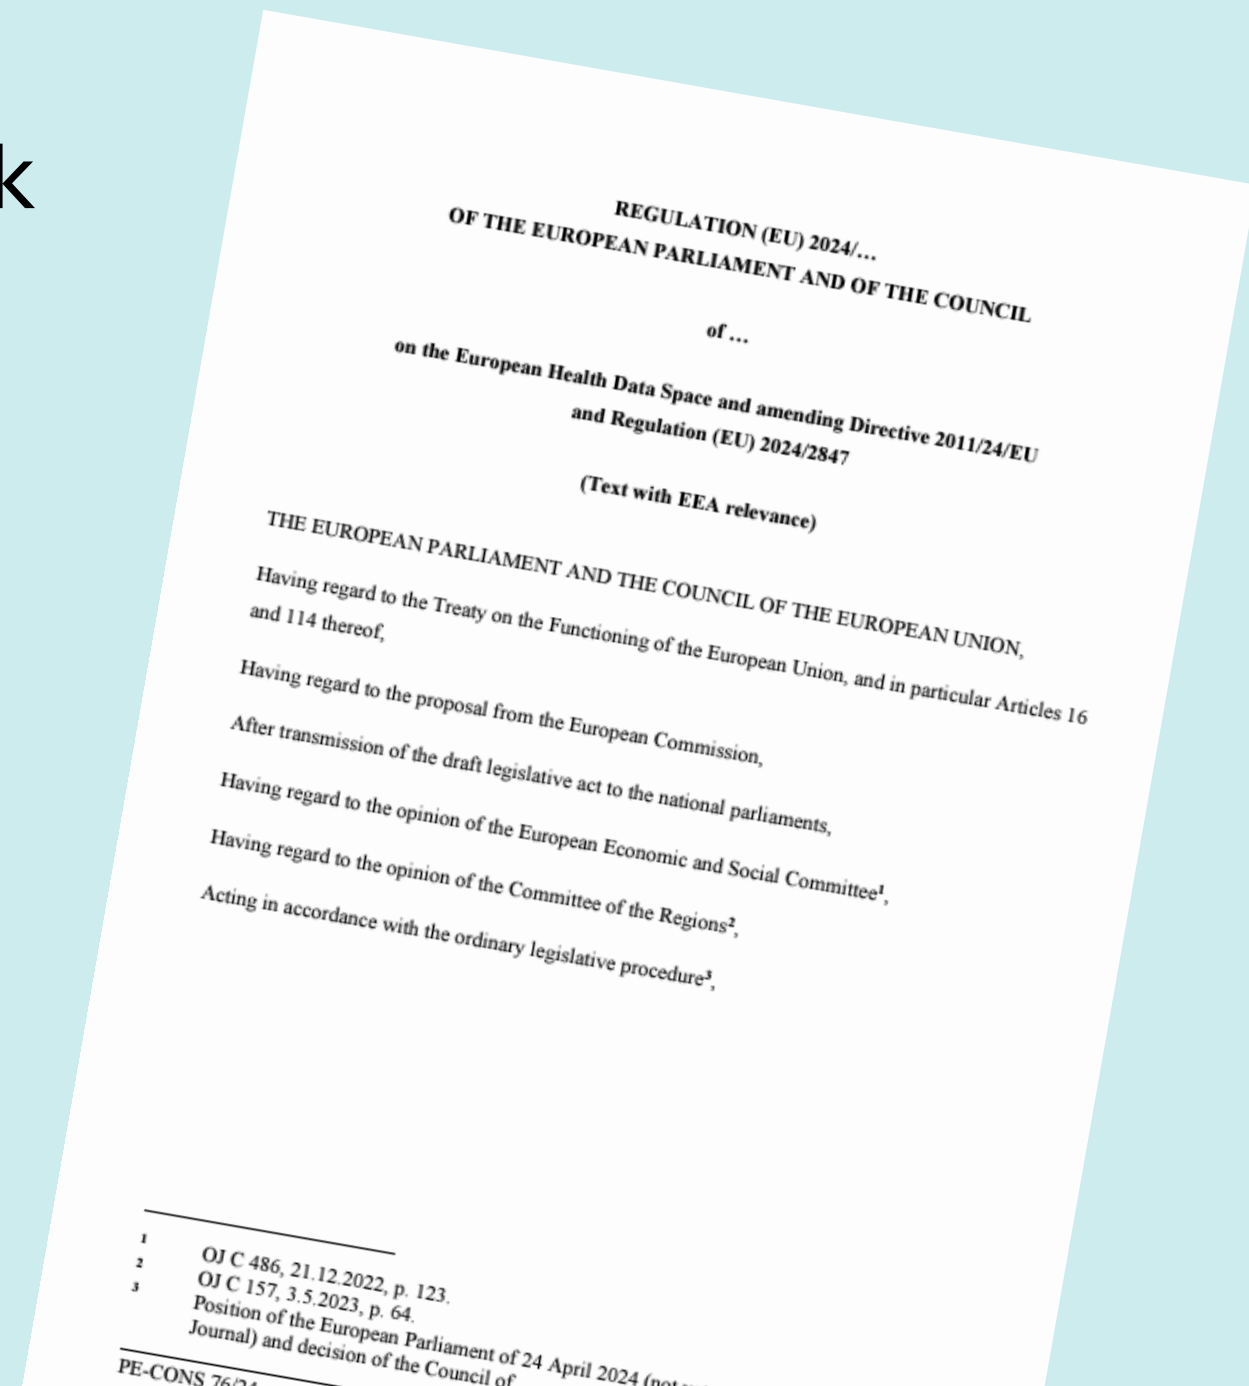 k
REGULATION (EU) 2024/…
OF THE EUROPEAN PARLIAMENT AND OF THE COUNCIL
of …
on the European Health Data Space and amending Directive 2011/24/EU
and Regulation (EU) 2024/2847
(Text with EEA relevance)
THE EUROPEAN PARLIAMENT AND THE COUNCIL OF THE EUROPEAN UNION,
Having regard to the Treaty on the Functioning of the European Union, and in particular Articles 16
and 114 thereof,
Having regard to the proposal from the European Commission,
After transmission of the draft legislative act to the national parliaments,
Having regard to the opinion of the European Economic and Social Committee¹,
Having regard to the opinion of the Committee of the Regions²,
Acting in accordance with the ordinary legislative procedure³,
1 OJ C 486, 21.12.2022, p. 123.
2 OJ C 157, 3.5.2023, p. 64.
3 Position of the European Parliament of 24 April 2024 (not
Journal) and decision of the Council of
PE-CONS 76/24